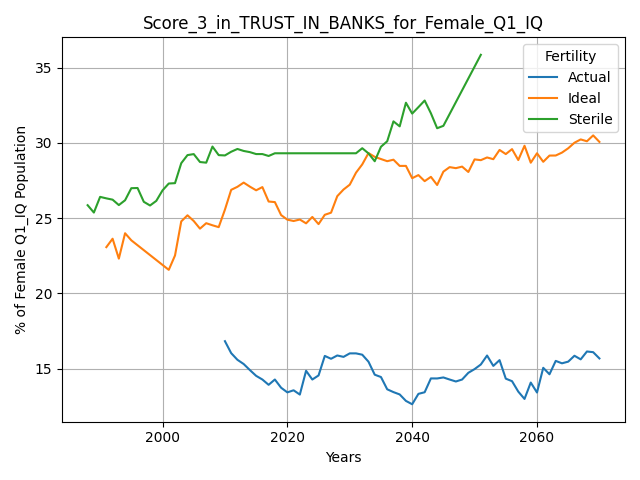 Score_3_in_TRUST_IN_BANKS_for_Female_Q1_IQ
% of Female Q1_IQ Population
35
30
25
20
15
Fertility
Actual
Ideal
Sterile
2000
2020
2040
2060
Years